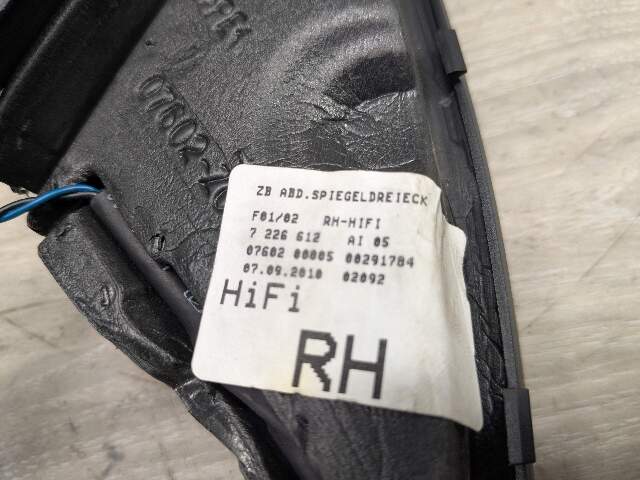 ZB ABD.SPIEGELDREIECK
F01/02 RH-HIFI
7 226 612 AI 05
07602 00005 00291784
07.09.2010 02092
HiFi
RH